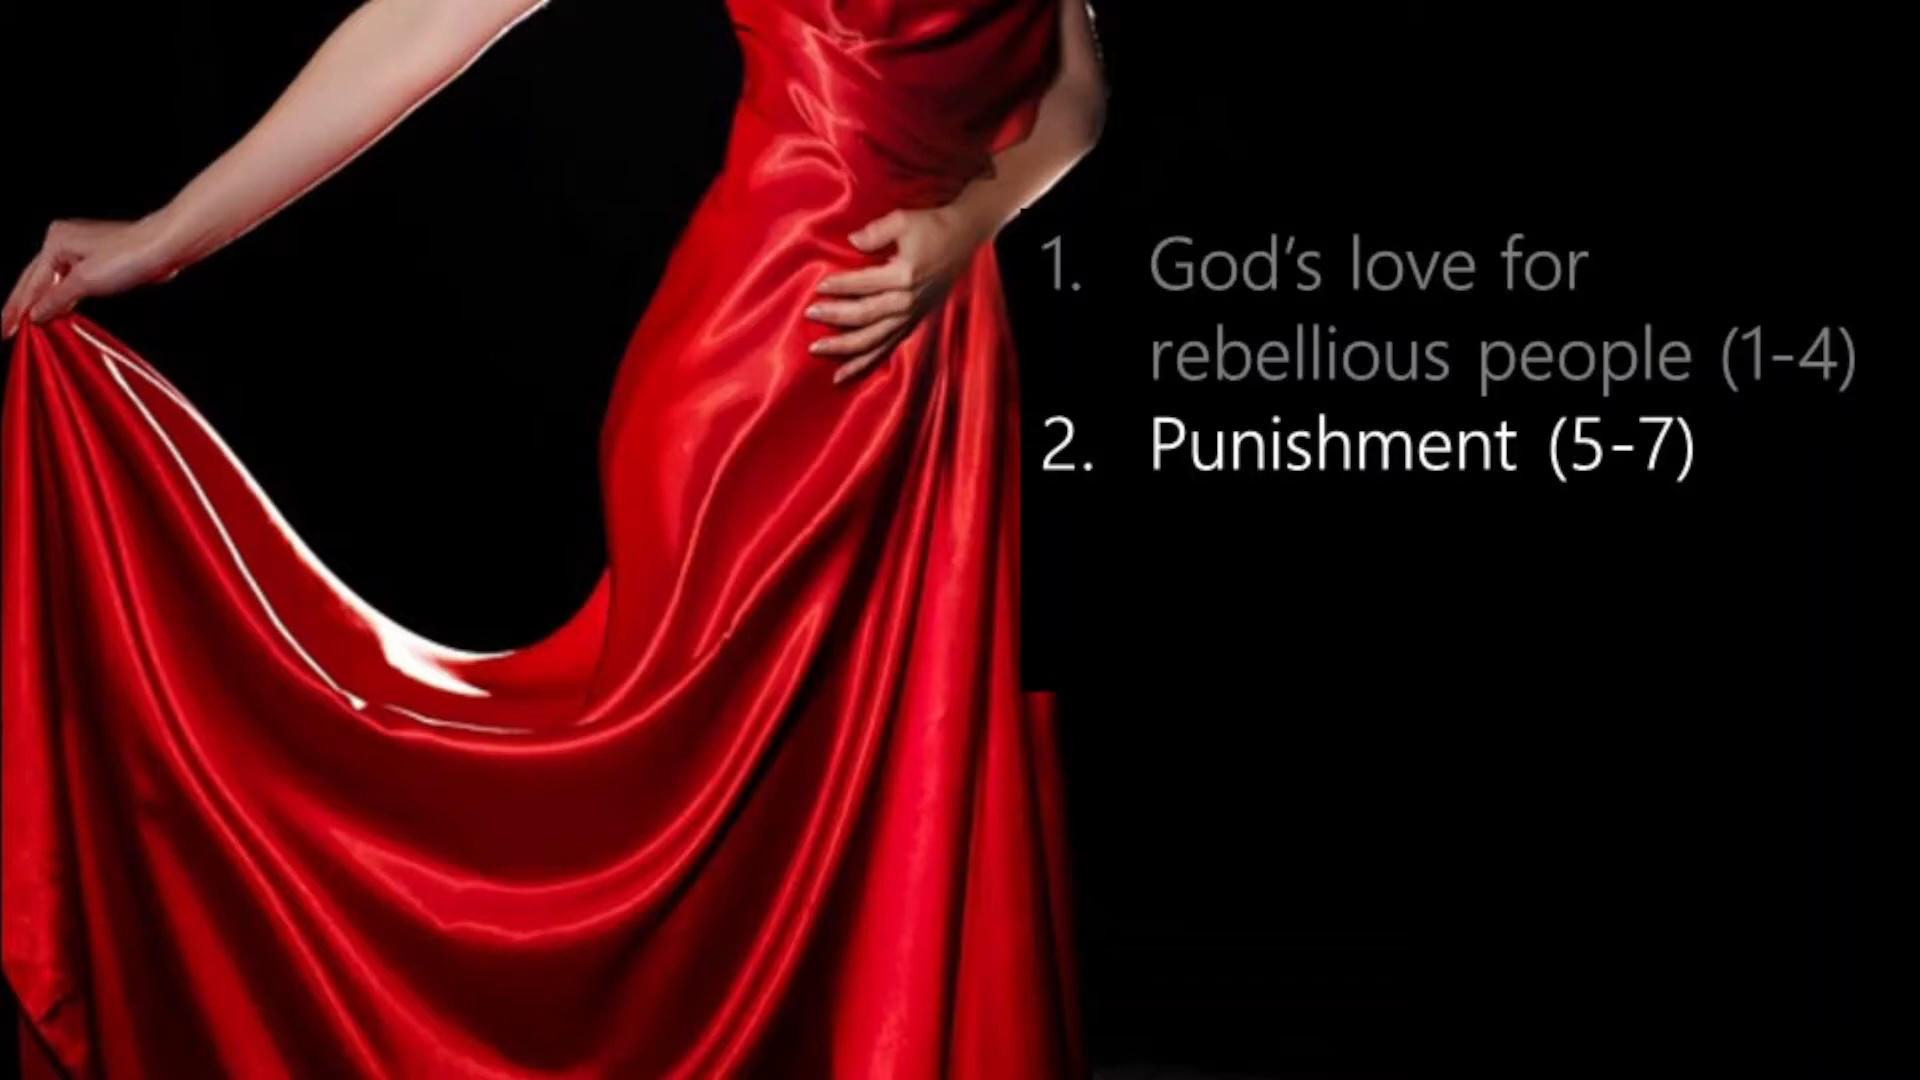 1. God’s love for
rebellious people (1-4)
2. Punishment (5-7)